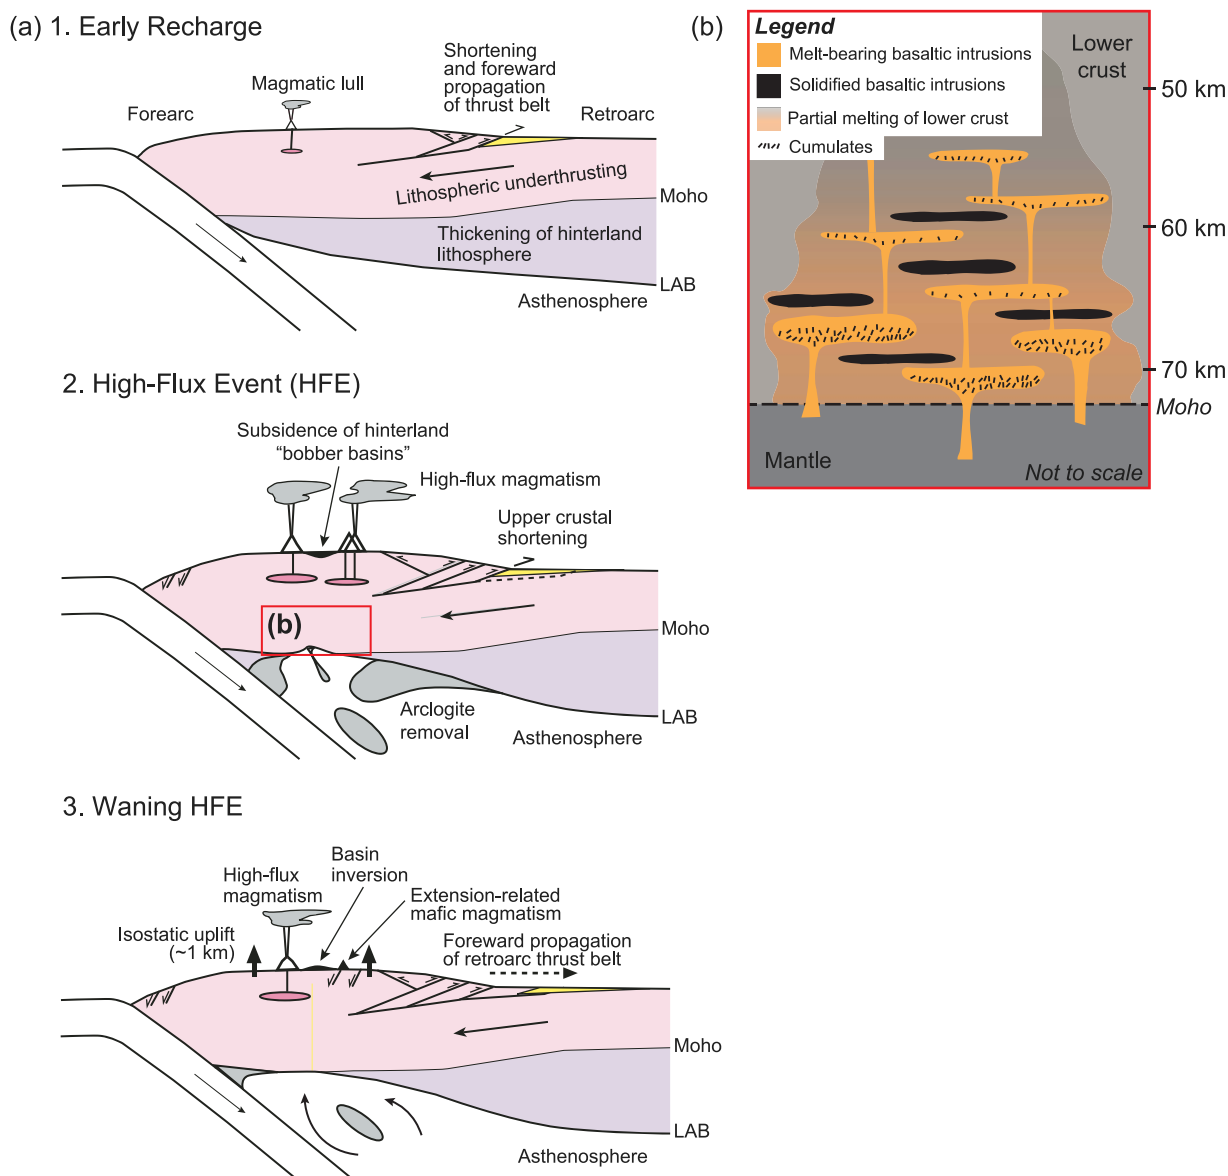 (a) 1. Early Recharge
Shortening
and foreward
propagation
of thrust belt
Magmatic lull
Forearc
Retroarc
Lithospheric underthrusting
Moho
Thickening of hinterland
lithosphere
LAB
Asthenosphere
2. High-Flux Event (HFE)
Subsidence of hinterland
“bobber basins”
High-flux magmatism
Upper crustal
shortening
(b)
Moho
Arclogite
removal
LAB
Asthenosphere
3. Waning HFE
Basin
inversion
High-flux
magmatism
Extension-related
mafic magmatism
Isostatic uplift
(~1 km)
Foreward propagation
of retroarc thrust belt
Moho
LAB
Asthenosphere
(b)
Legend
Melt-bearing basaltic intrusions
Solidified basaltic intrusions
Partial melting of lower crust
Cumulates
Lower
crust
50 km
60 km
70 km
Moho
Mantle
Not to scale